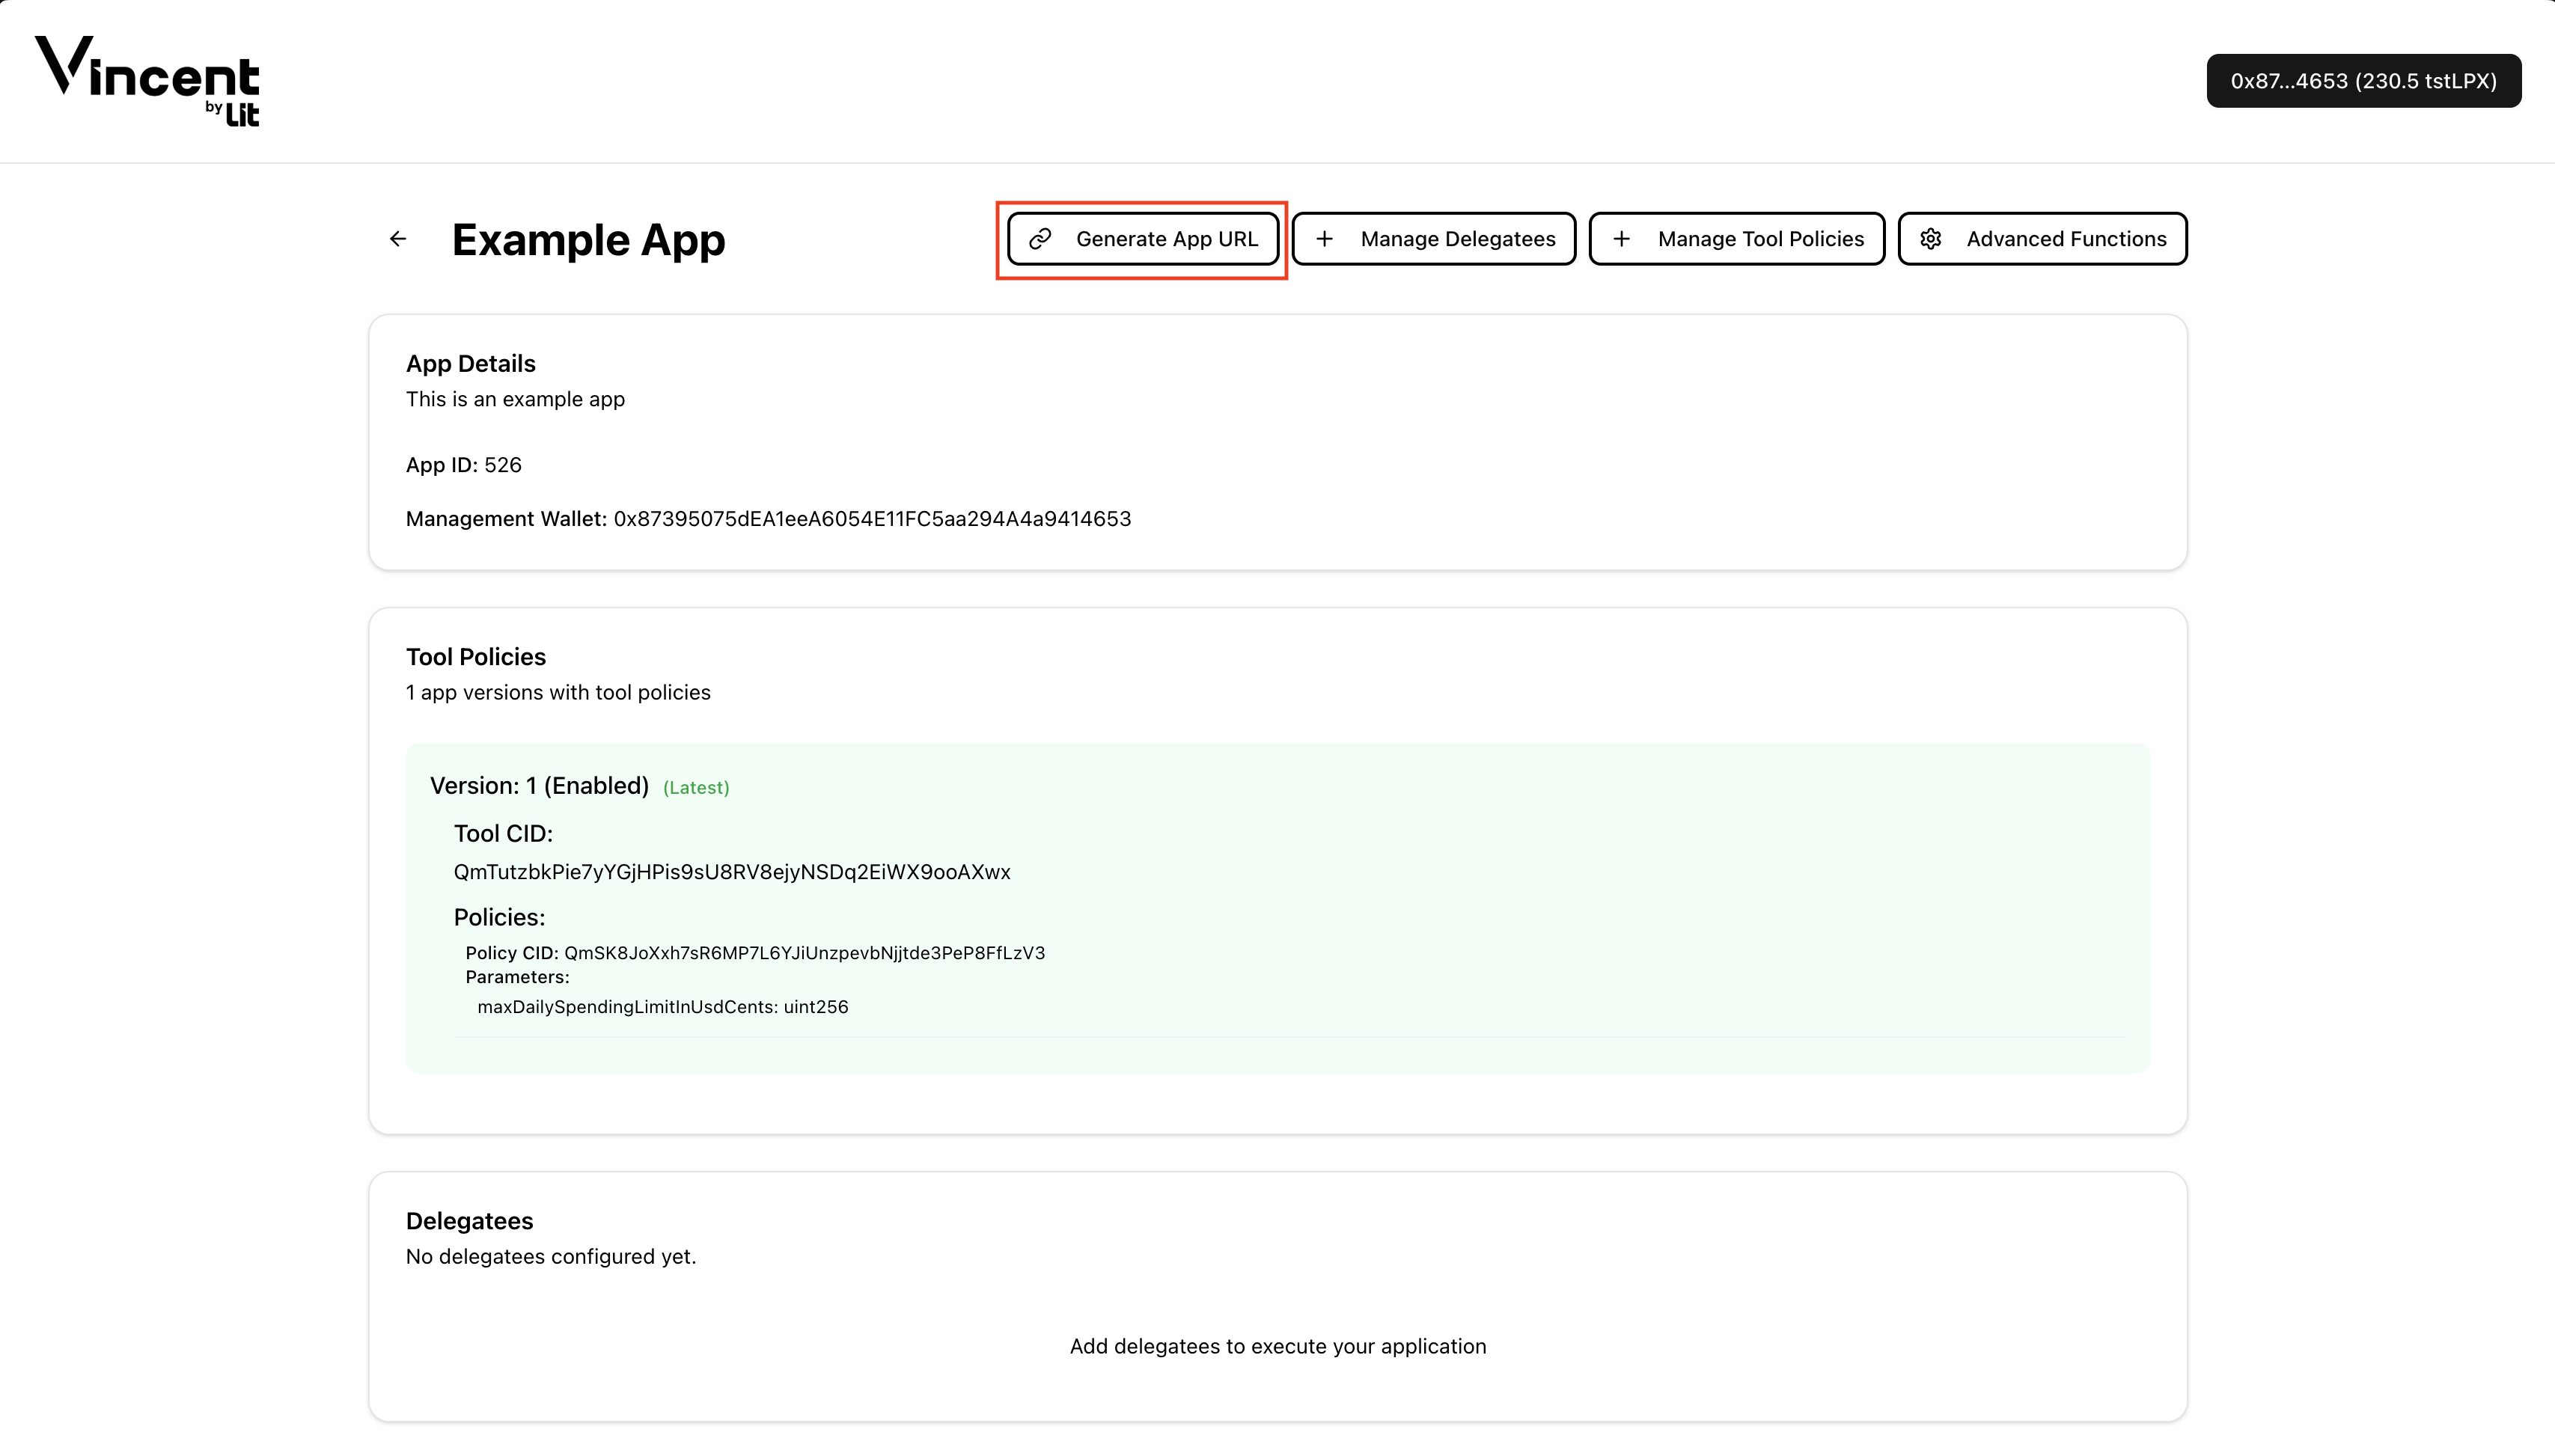 Vincent
by Lit
0x87...4653 (230.5 tstLPX)
Example App
Generate App URL
Manage Delegatees
Manage Tool Policies
Advanced Functions
App Details
This is an example app
App ID: 526
Management Wallet: 0x87395075dEA1eeA6054E11FC5aa294A4a9414653
Tool Policies
1 app versions with tool policies
Version: 1 (Enabled) (Latest)
Tool CID:
QmTutzbkPie7yYGjHPis9sU8RV8ejyNSDq2EiWX9ooAXwx
Policies:
Policy CID: QmSK8JoXxh7sR6MP7L6YJiUnzpevbNjjtde3PeP8FfLzV3
Parameters:
maxDailySpendingLimitInUsdCents: uint256
Delegatees
No delegatees configured yet.
Add delegatees to execute your application